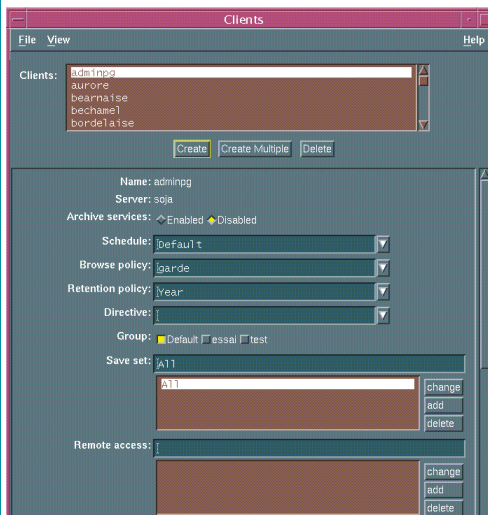 Clients
File View Help
Clients:
adminpg
aurore
bearnaise
bechamel
bordelaise
Create Create Multiple Delete
Name: adminpg
Server: soja
Archive services: Enabled Disabled
Schedule: Default
Browse policy: garde
Retention policy: Year
Directive:
Group: Default essai test
Save set: All
All
change
add
delete
Remote access:
change
add
delete